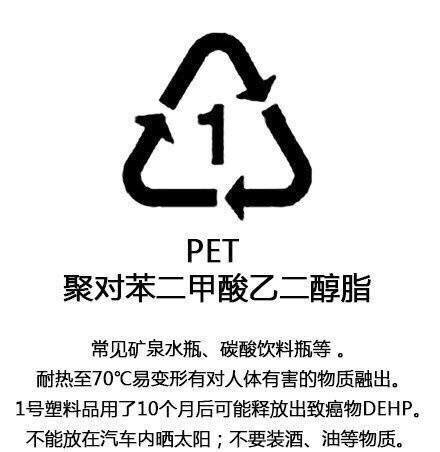 1
PET
聚对苯二甲酸乙二醇脂
常见矿泉水瓶、碳酸饮料瓶等 。
耐热至70℃易变形有对人体有害的物质融出。
1号塑料品用了10个月后可能释放出致癌物DEHP。
不能放在汽车内晒太阳；不要装酒、油等物质。